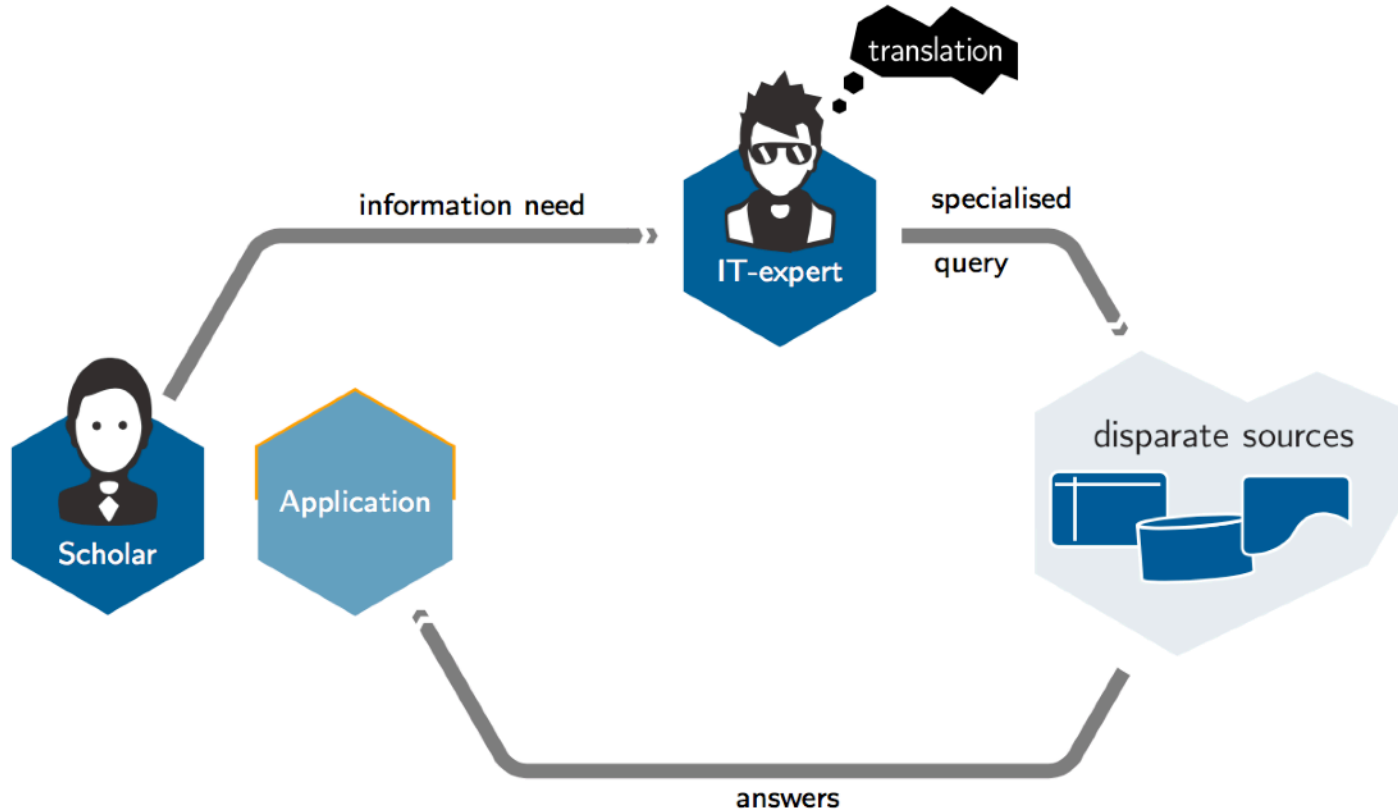 translation
information need
specialised
query
IT-expert
disparate sources
Application
Scholar
answers